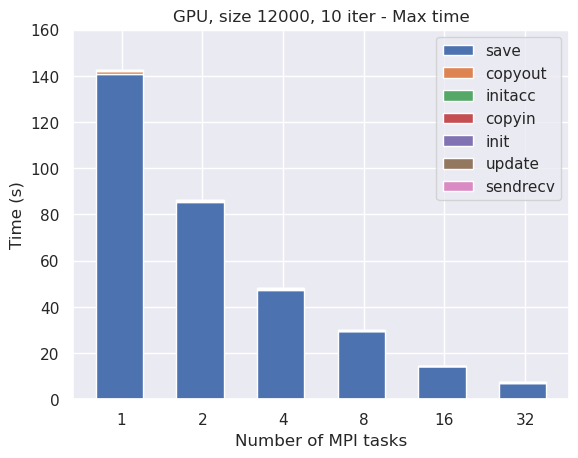 GPU, size 12000, 10 iter - Max time
Time (s)
160
140
120
100
80
60
40
20
0
save
copyout
initacc
copyin
init
update
sendrecv
1 2 4 8 16 32
Number of MPI tasks